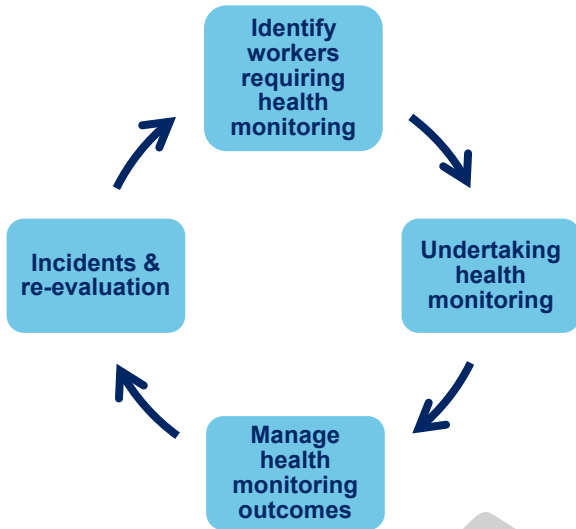 Identify
workers
requiring
health
monitoring
Undertaking
health
monitoring
Manage
health
monitoring
outcomes
Incidents &
re-evaluation